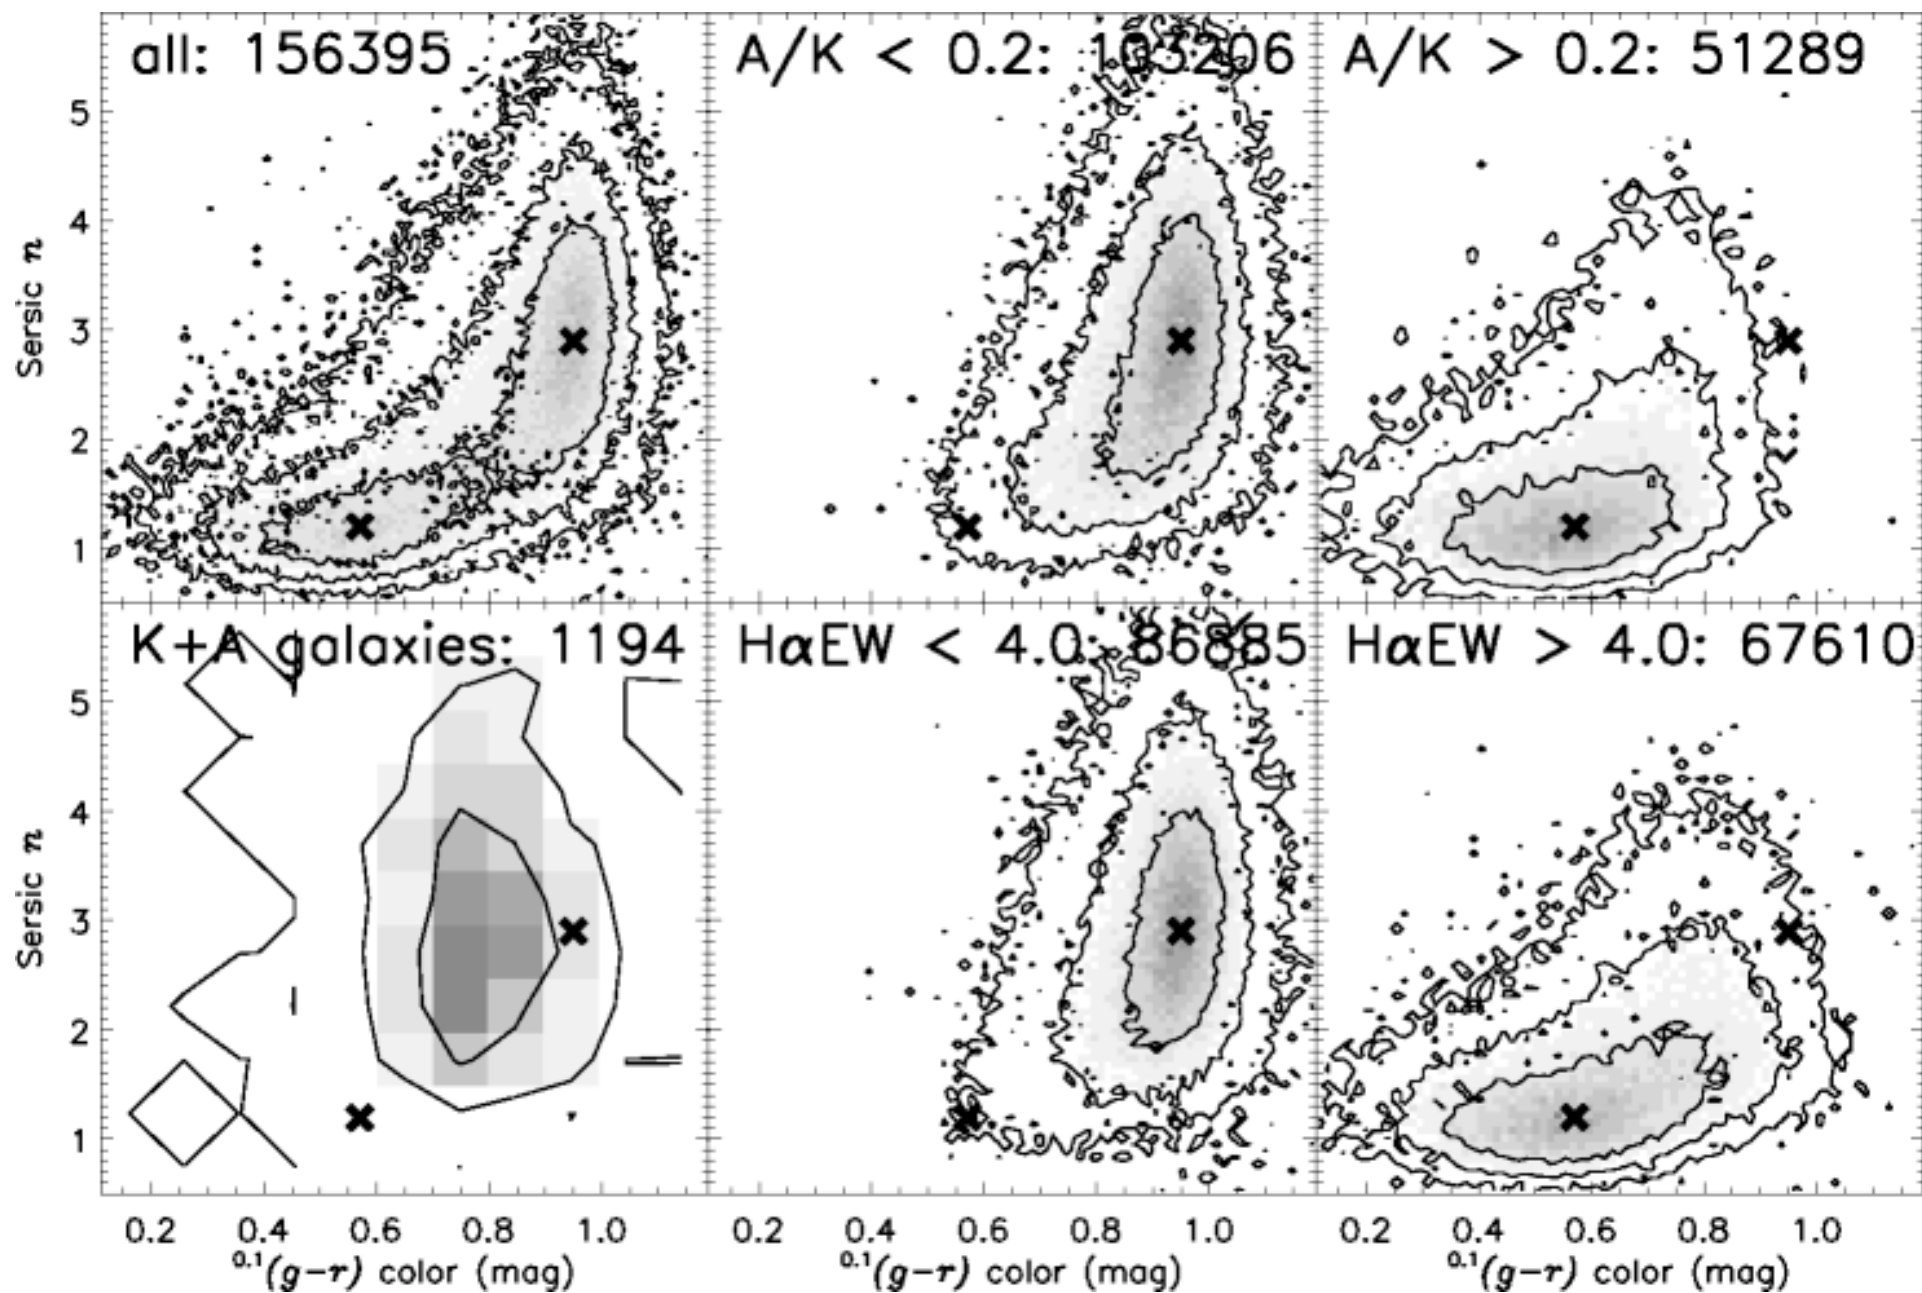 all: 156395
A/K < 0.2: 103206
A/K > 0.2: 51289
Sersic n
5
4
3
2
1
K+A galaxies: 1194
HαEW < 4.0: 86885
HαEW > 4.0: 67610
Sersic n
5
4
3
2
1
0.2 0.4 0.6 0.8 1.0
0.2 0.4 0.6 0.8 1.0
0.2 0.4 0.6 0.8 1.0
0.1(g-r) color (mag)
0.1(g-r) color (mag)
0.1(g-r) color (mag)